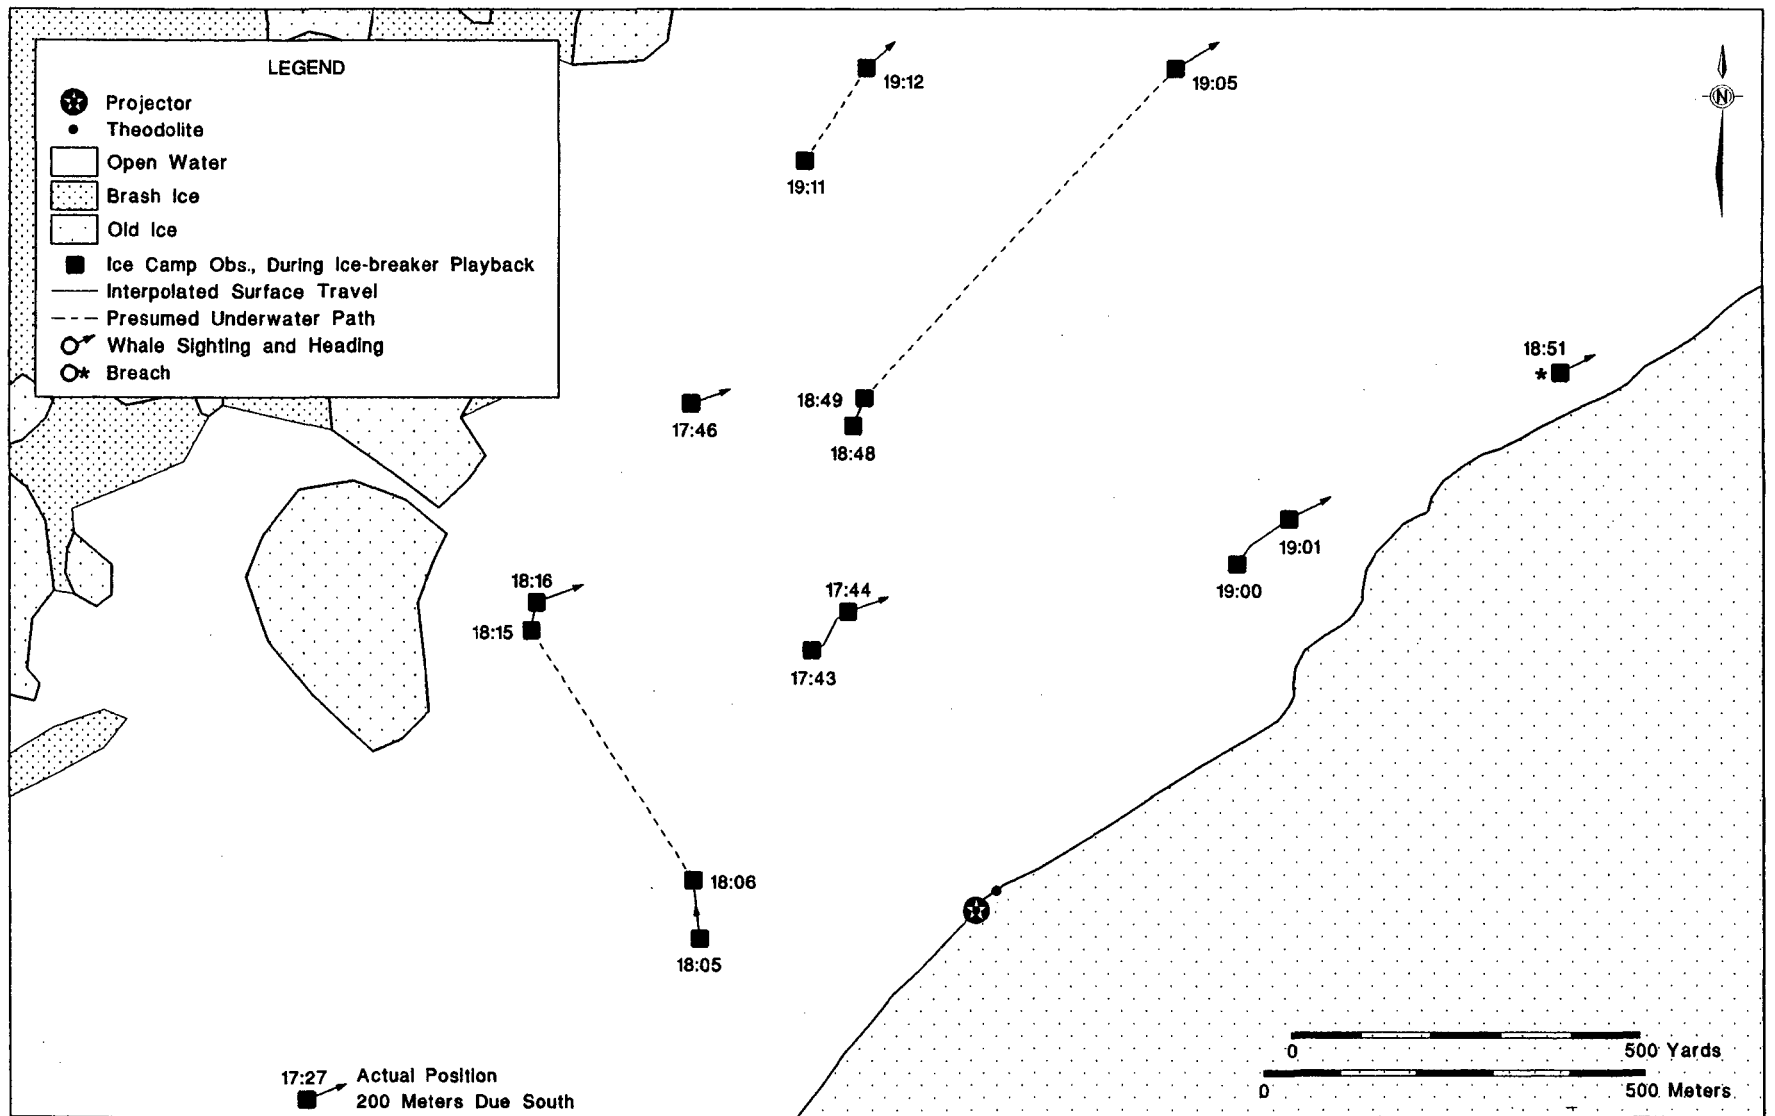 LEGEND
Projector
Theodolite
Open Water
Brash Ice
Old Ice
Ice Camp Obs., During Ice-breaker Playback
Interpolated Surface Travel
Presumed Underwater Path
Whale Sighting and Heading
* Breach
19:12
19:05
N
19:11
18:51
*
18:49
17:46
18:48
19:01
18:16
17:44
19:00
18:15
17:43
18:06
18:05
0 500 Yards
17:27 Actual Position
200 Meters Due South
0 500 Meters